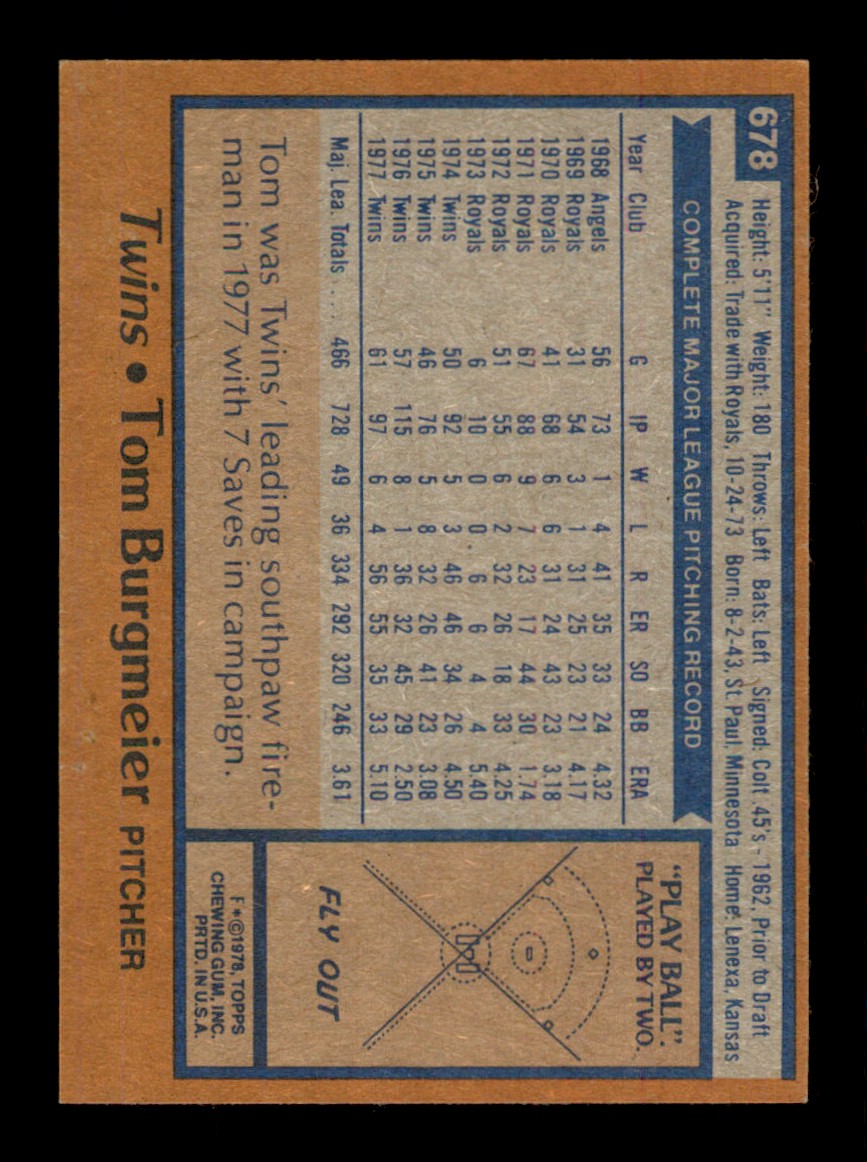 678
Height: 5'11" Weight: 180 Throws: Left Bats: Left Signed: Colt .45's - 1962, Prior to Draft
Acquired: Trade with Royals, 10-24-73 Born: 8-2-43, St. Paul, Minnesota Home: Lenexa, Kansas
COMPLETE MAJOR LEAGUE PITCHING RECORD
Year Club G IP W L R ER SO BB ERA
1968 Angels 56 73 1 4 41 35 33 24 4.32
1969 Royals 31 54 3 1 31 25 23 21 4.17
1970 Royals 41 68 6 6 31 24 43 23 3.18
1971 Royals 67 88 9 7 23 17 44 30 1.74
1972 Royals 51 55 6 2 32 26 18 33 4.25
1973 Royals 6 10 0 0 6 6 4 4 5.40
1974 Twins 50 92 5 3 46 46 34 26 4.50
1975 Twins 46 76 5 8 32 26 41 23 3.08
1976 Twins 57 115 8 1 36 32 45 29 2.50
1977 Twins 61 97 6 4 56 55 35 33 5.10
Maj. Lea. Totals .... 466 728 49 36 334 292 320 246 3.61
Tom was Twins' leading southpaw fire-
man in 1977 with 7 Saves in campaign.
"PLAY BALL".
PLAYED BY TWO.
FLY OUT
F*©1978, TOPPS
CHEWING GUM, INC.
PRTD. IN U.S.A.
Twins • Tom Burgmeier PITCHER